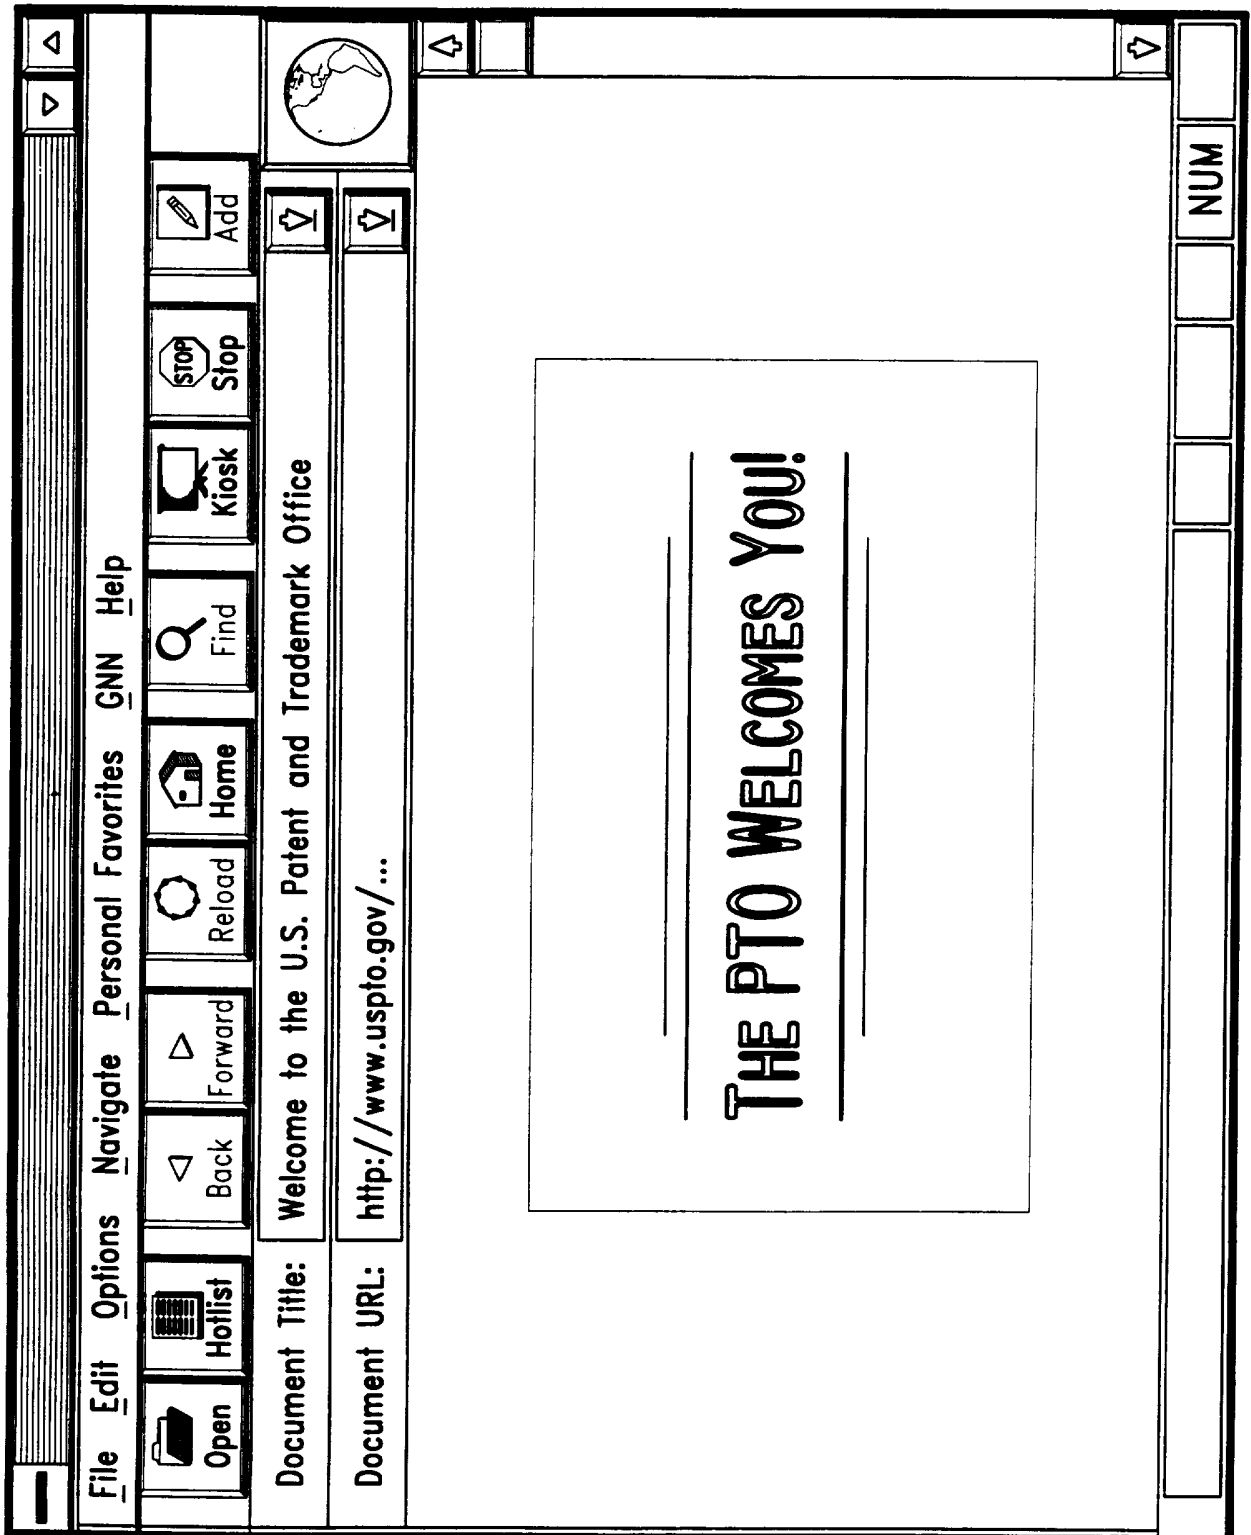 File Edit Options Navigate Personal Favorites GNN Help
Open Hotlist Back Forward Reload Home Find Kiosk STOP Stop Add
Document Title: Welcome to the U.S. Patent and Trademark Office
Document URL: http://www.uspto.gov/...
THE PTO WELCOMES YOU!
NUM